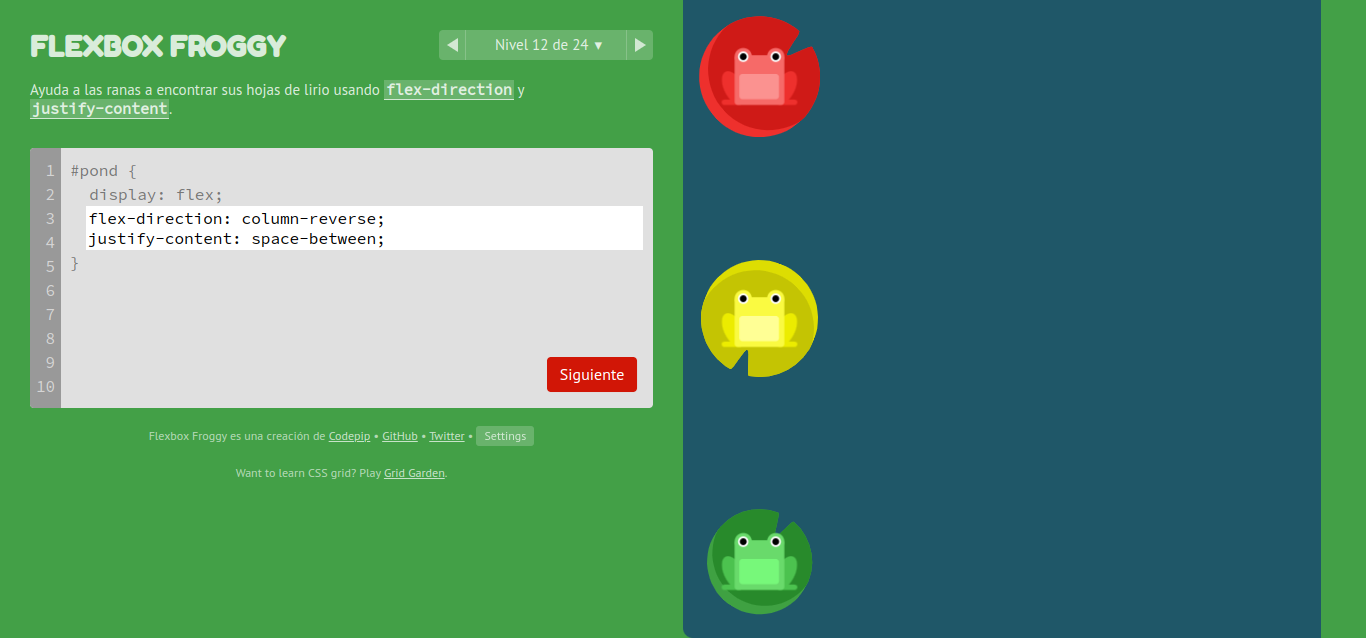 FLEXBOX FROGGY
◀ Nivel 12 de 24 ▼ ▶
Ayuda a las ranas a encontrar sus hojas de lirio usando flex-direction y
justify-content.
1 #pond {
2 display: flex;
3 flex-direction: column-reverse;
4 justify-content: space-between;
5 }
6
7
8
9
10
Siguiente
Flexbox Froggy es una creación de Codepip • GitHub • Twitter • Settings
Want to learn CSS grid? Play Grid Garden.